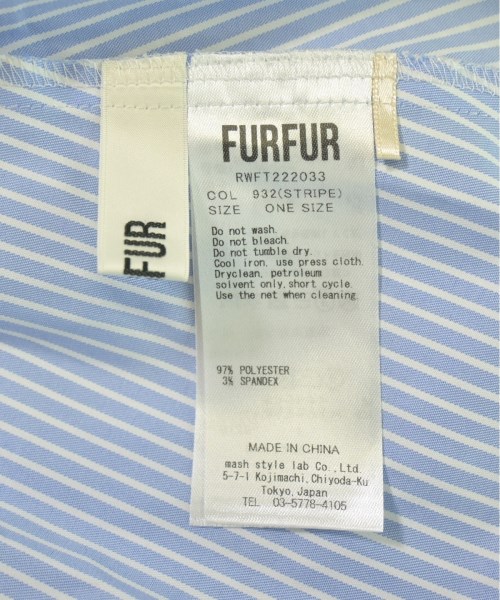 FURFUR
RWFT222033
COL 932(STRIPE)
SIZE ONE SIZE
Do not wash.
Do not bleach.
Do not tumble dry.
Cool iron, use press cloth.
Dryclean, petroleum
solvent only, short cycle.
Use the net when cleaning.
97% POLYESTER
3% SPANDEX
MADE IN CHINA
mash style lab Co., Ltd.
5-7-1 Kojimachi, Chiyoda-Ku
Tokyo, Japan
TEL 03-5778-4105
FUR